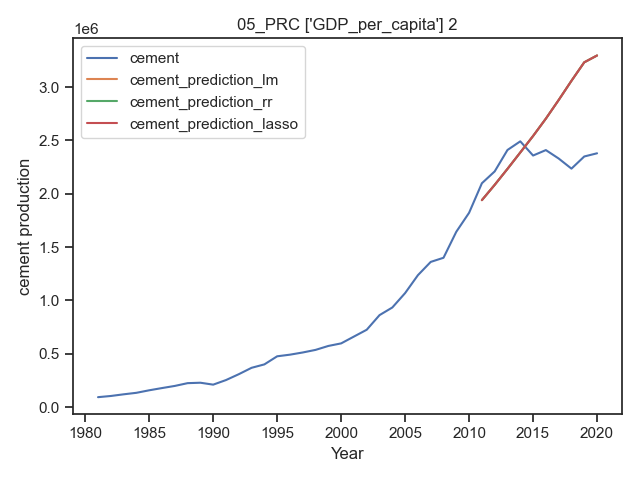 05_PRC ['GDP_per_capita'] 2
1e6
cement
cement_prediction_lm
cement_prediction_rr
cement_prediction_lasso
3.0
2.5
2.0
1.5
1.0
0.5
0.0
cement production
1980 1985 1990 1995 2000 2005 2010 2015 2020
Year